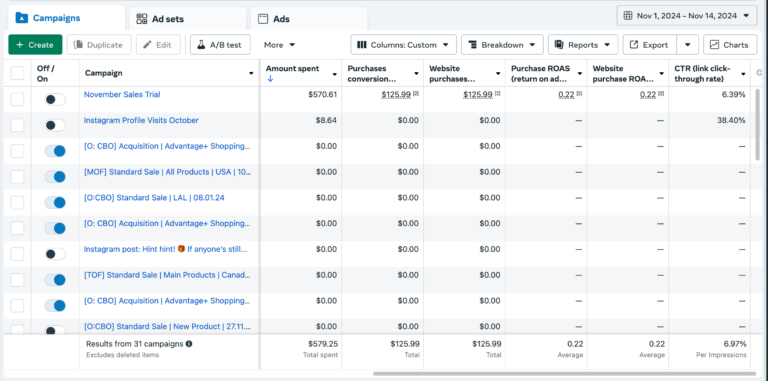 Campaigns
Ad sets
Ads
Nov 1, 2024 – Nov 14, 2024
+ Create
Duplicate
Edit
A/B test
More
Columns: Custom
Breakdown
Reports
Export
Charts
Off / On
Campaign
Amount spent
Purchases conversion...
Website purchases...
Purchase ROAS (return on ad...
Website purchase ROA...
CTR (link click-through rate)
November Sales Trial $570.61 $125.99 [2] $125.99 [2] 0.22 [2] 0.22 [2] 6.39%
Instagram Profile Visits October $8.64 $0.00 $0.00 — — 38.40%
[O: CBO] Acquisition | Advantage+ Shopping... $0.00 $0.00 $0.00 — — —
[MOF] Standard Sale | All Products | USA | 10... $0.00 $0.00 $0.00 — — —
[O:CBO] Standard Sale | LAL | 08.01.24 $0.00 $0.00 $0.00 — — —
[O: CBO] Acquisition | Advantage+ Shopping... $0.00 $0.00 $0.00 — — —
Instagram post: Hint hint! 🎁 If anyone's still... $0.00 $0.00 $0.00 — — —
[TOF] Standard Sale | Main Products | Canad... $0.00 $0.00 $0.00 — — —
[O: CBO] Acquisition | Advantage+ Shopping... $0.00 $0.00 $0.00 — — —
[O:CBO] Standard Sale | New Product | 27.11.... $0.00 $0.00 $0.00 — — —
Results from 31 campaigns $579.25 $125.99 $125.99 0.22 0.22 6.97%
Excludes deleted items Total spent Total Total Average Average Per Impressions